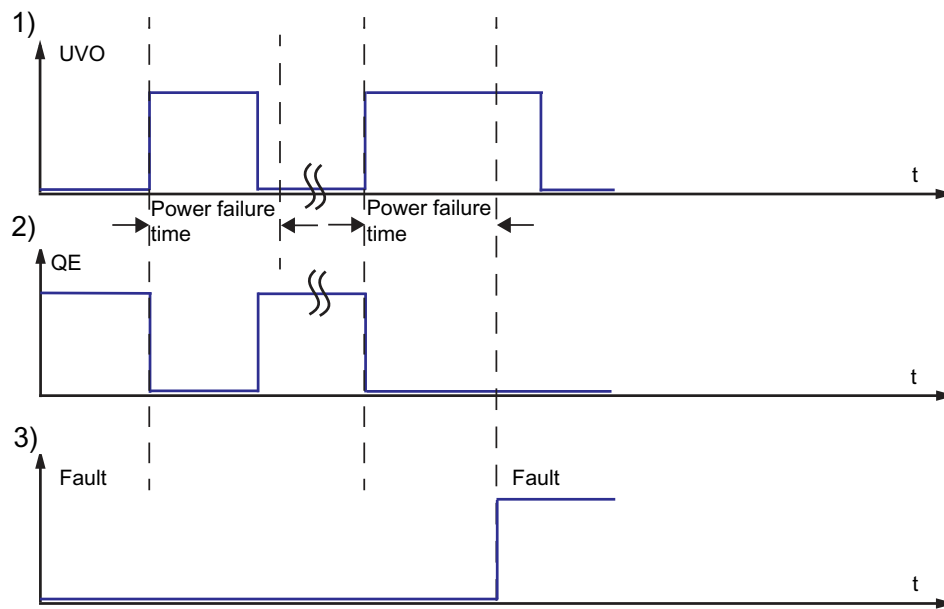 1)
UVO
t
Power failure
time
Power failure
time
2)
QE
t
3)
Fault
Fault
t